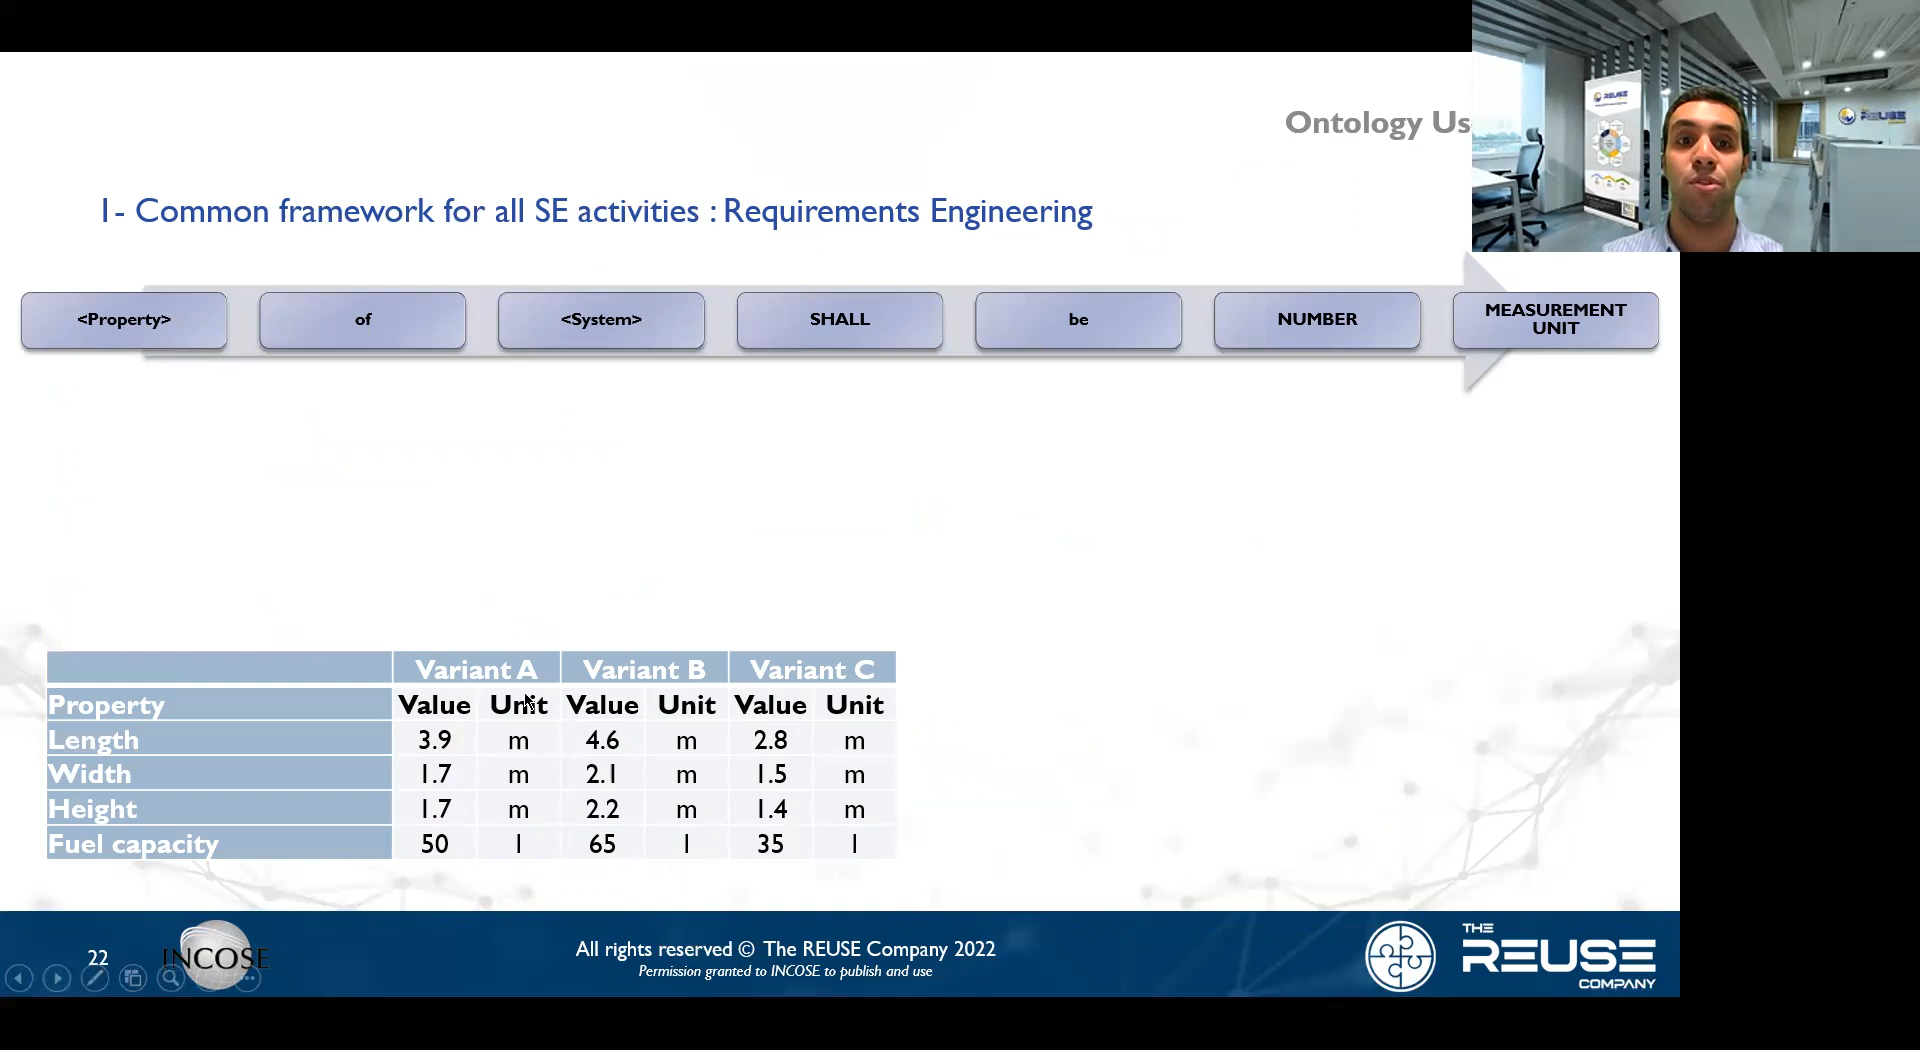 Ontology Us
1- Common framework for all SE activities : Requirements Engineering
<Property> of <System> SHALL be NUMBER MEASUREMENT UNIT
Variant A Variant B Variant C
Property Value Unit Value Unit Value Unit
Length 3.9 m 4.6 m 2.8 m
Width 1.7 m 2.1 m 1.5 m
Height 1.7 m 2.2 m 1.4 m
Fuel capacity 50 l 65 l 35 l
22
INCOSE
All rights reserved © The REUSE Company 2022
Permission granted to INCOSE to publish and use
THE
REUSE
COMPANY
REUSE
REUSE